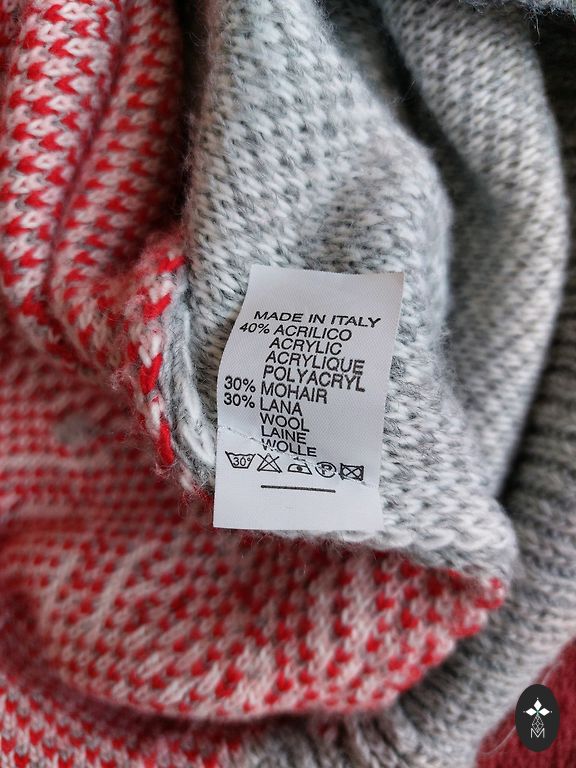 MADE IN ITALY
40% ACRILICO
ACRYLIC
ACRYLIQUE
POLYACRYL
30% MOHAIR
30% LANA
WOOL
LAINE
WOLLE
30°
P
M